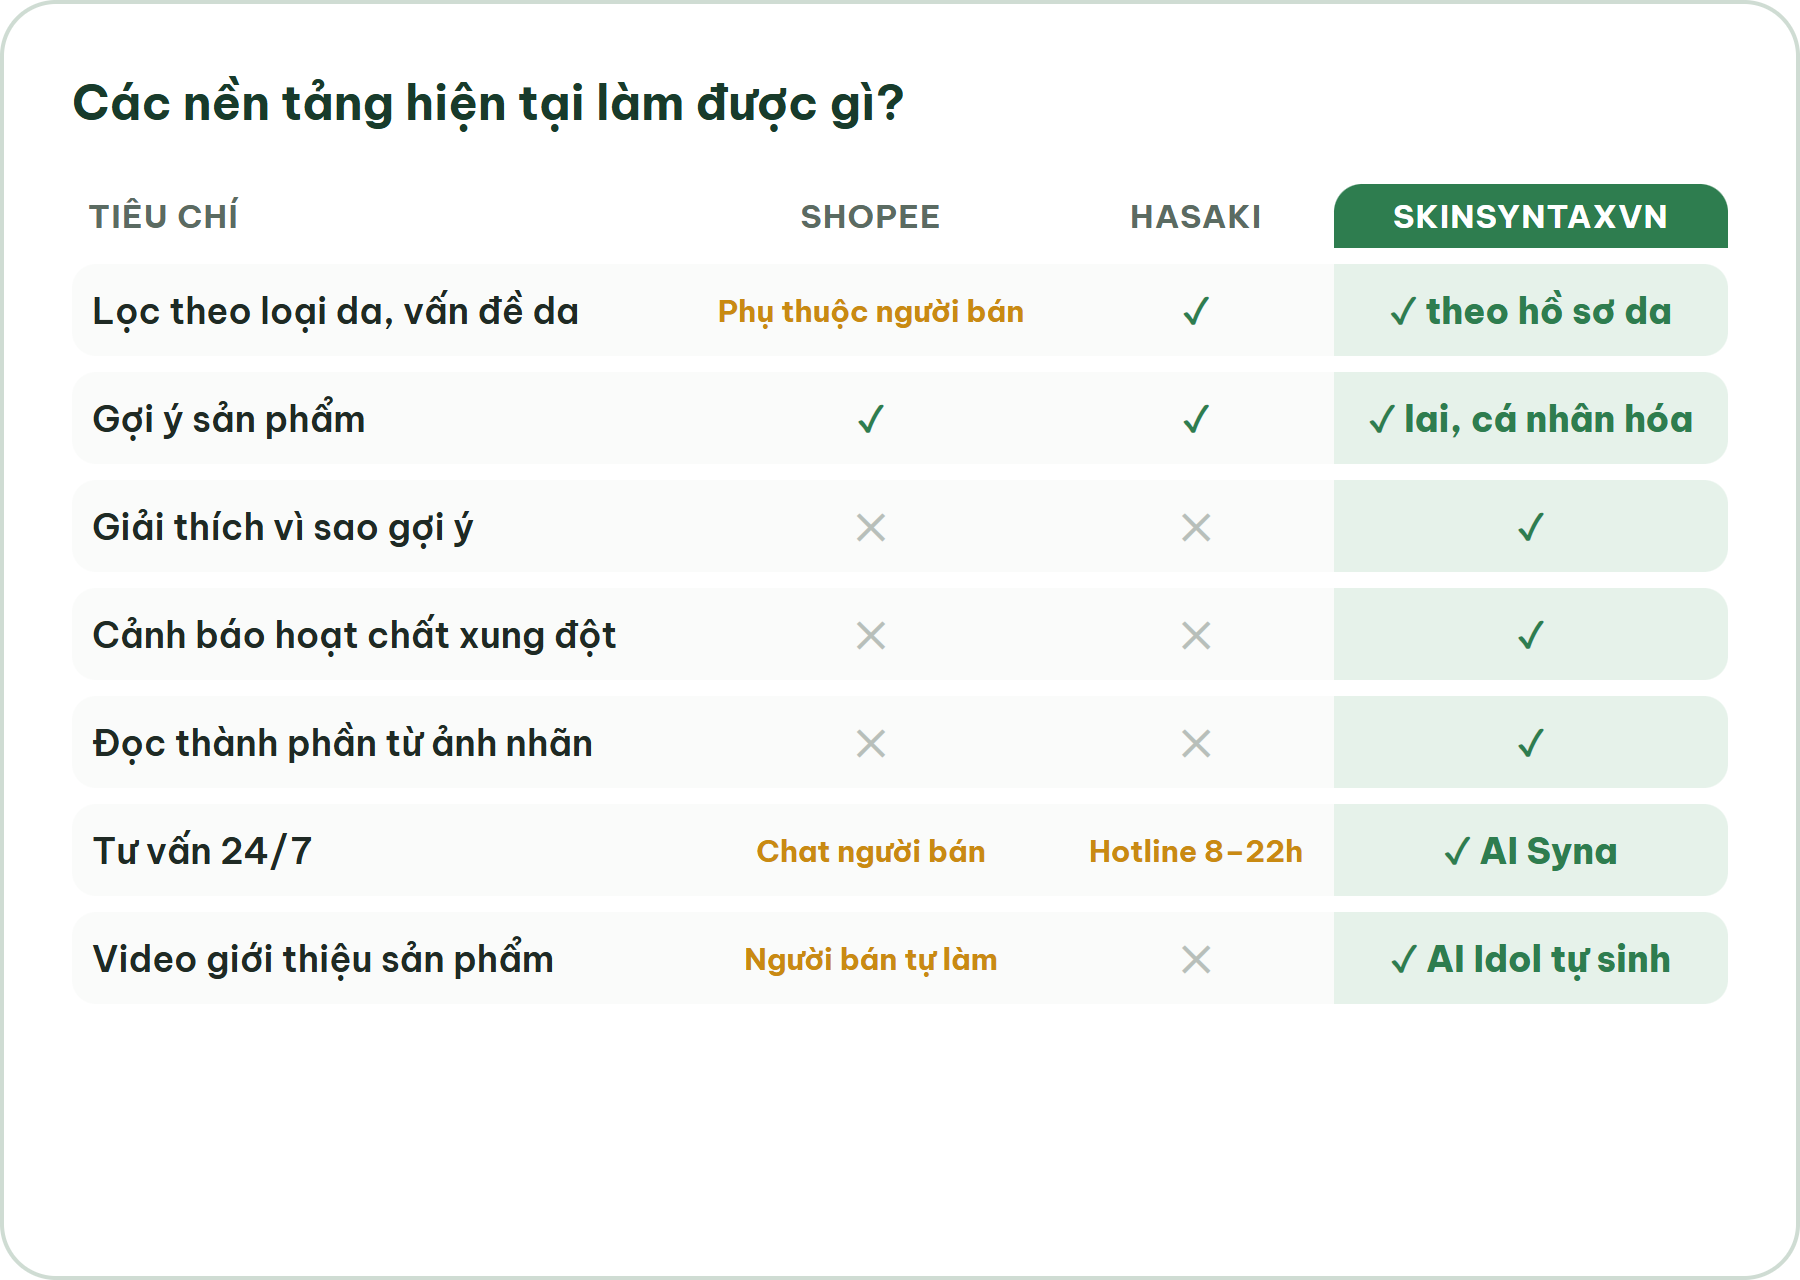 Các nền tảng hiện tại làm được gì?
TIÊU CHÍ SHOPEE HASAKI SKINSYNTAXVN
Lọc theo loại da, vấn đề da Phụ thuộc người bán ✓ ✓ theo hồ sơ da
Gợi ý sản phẩm ✓ ✓ ✓ lai, cá nhân hóa
Giải thích vì sao gợi ý × × ✓
Cảnh báo hoạt chất xung đột × × ✓
Đọc thành phần từ ảnh nhãn × × ✓
Tư vấn 24/7 Chat người bán Hotline 8–22h ✓ AI Syna
Video giới thiệu sản phẩm Người bán tự làm × ✓ AI Idol tự sinh